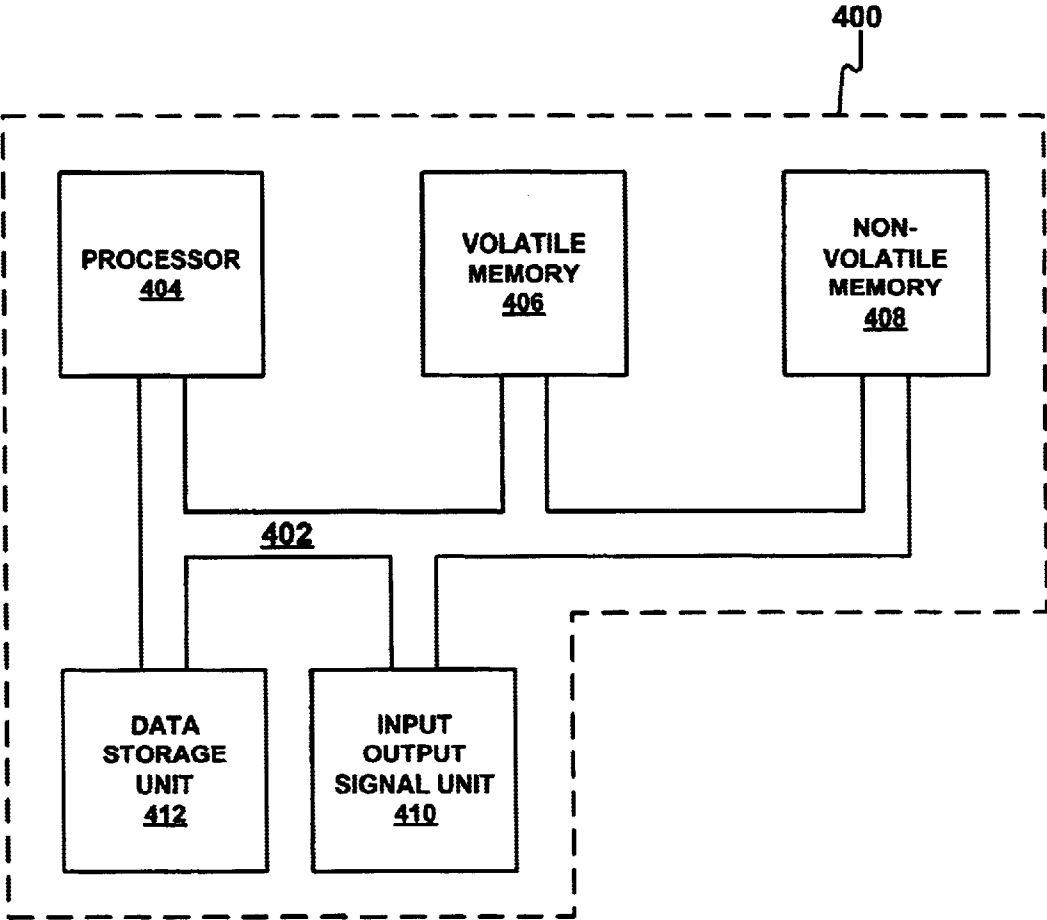 400
PROCESSOR
404
VOLATILE
MEMORY
406
NON-
VOLATILE
MEMORY
408
402
DATA
STORAGE
UNIT
412
INPUT
OUTPUT
SIGNAL UNIT
410